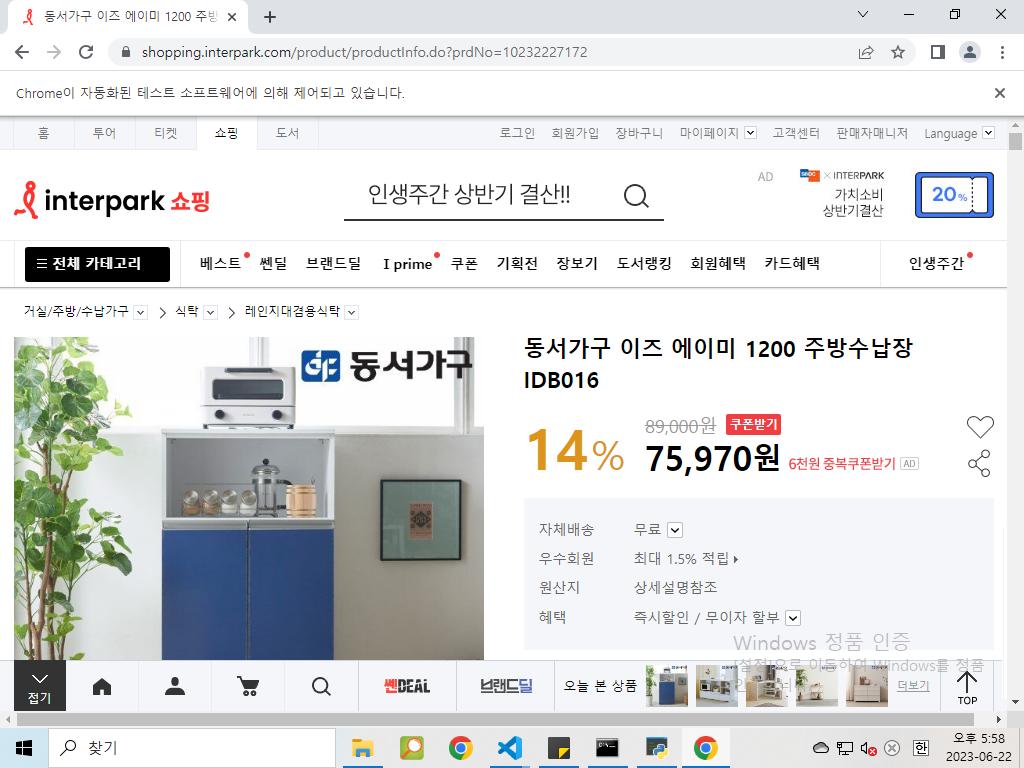 동서가구 이즈 에이미 1200 주방
shopping.interpark.com/product/productInfo.do?prdNo=10232227172
Chrome이 자동화된 테스트 소프트웨어에 의해 제어되고 있습니다.
홈 투어 티켓 쇼핑 도서 로그인 회원가입 장바구니 마이페이지 고객센터 판매자매니저 Language
interpark 쇼핑
인생주간 상반기 결산!!
AD
SBDC × INTERPARK
가치소비
상반기결산
20%
전체 카테고리 베스트 쎈딜 브랜드딜 I prime 쿠폰 기획전 장보기 도서랭킹 회원혜택 카드혜택 인생주간
거실/주방/수납가구 식탁 레인지대겸용식탁
동서가구
동서가구 이즈 에이미 1200 주방수납장
IDB016
14%
89,000원 쿠폰받기
75,970원 6천원 중복쿠폰받기 AD
자체배송 무료
우수회원 최대 1.5% 적립
원산지 상세설명참조
혜택 즉시할인 / 무이자 할부
Windows 정품 인증
[설정]으로 이동하여 Windows를 정품
접기
쎈DEAL
브랜드딜
오늘 본 상품
더보기
TOP
찾기
한
오후 5:58
2023-06-22